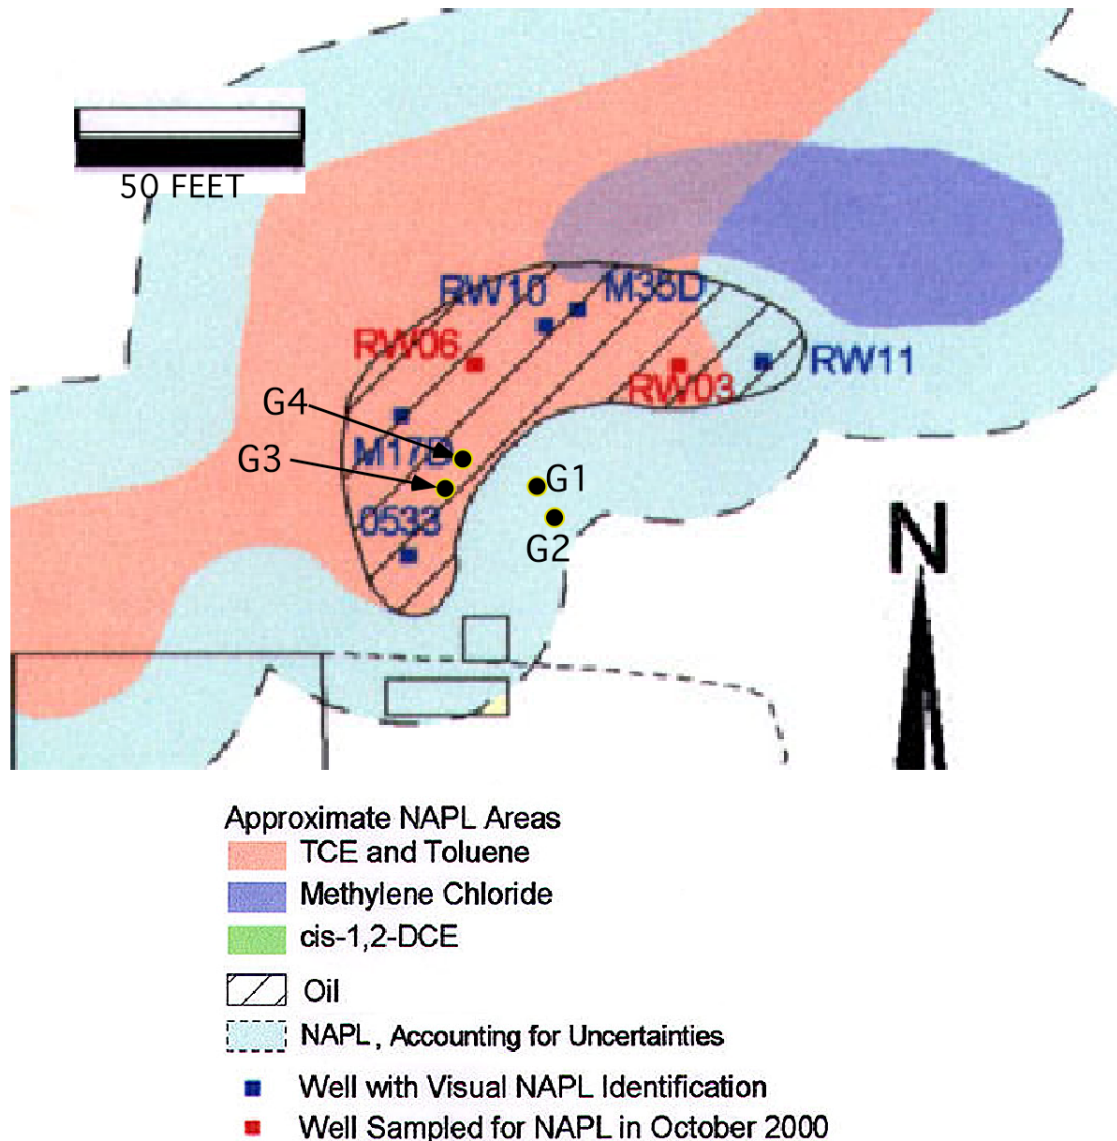 50 FEET
RW10
M35D
RW06
RW03
RW11
G4
M17D
G3
G1
0533
G2
N
Approximate NAPL Areas
TCE and Toluene
Methylene Chloride
cis-1,2-DCE
Oil
NAPL, Accounting for Uncertainties
Well with Visual NAPL Identification
Well Sampled for NAPL in October 2000